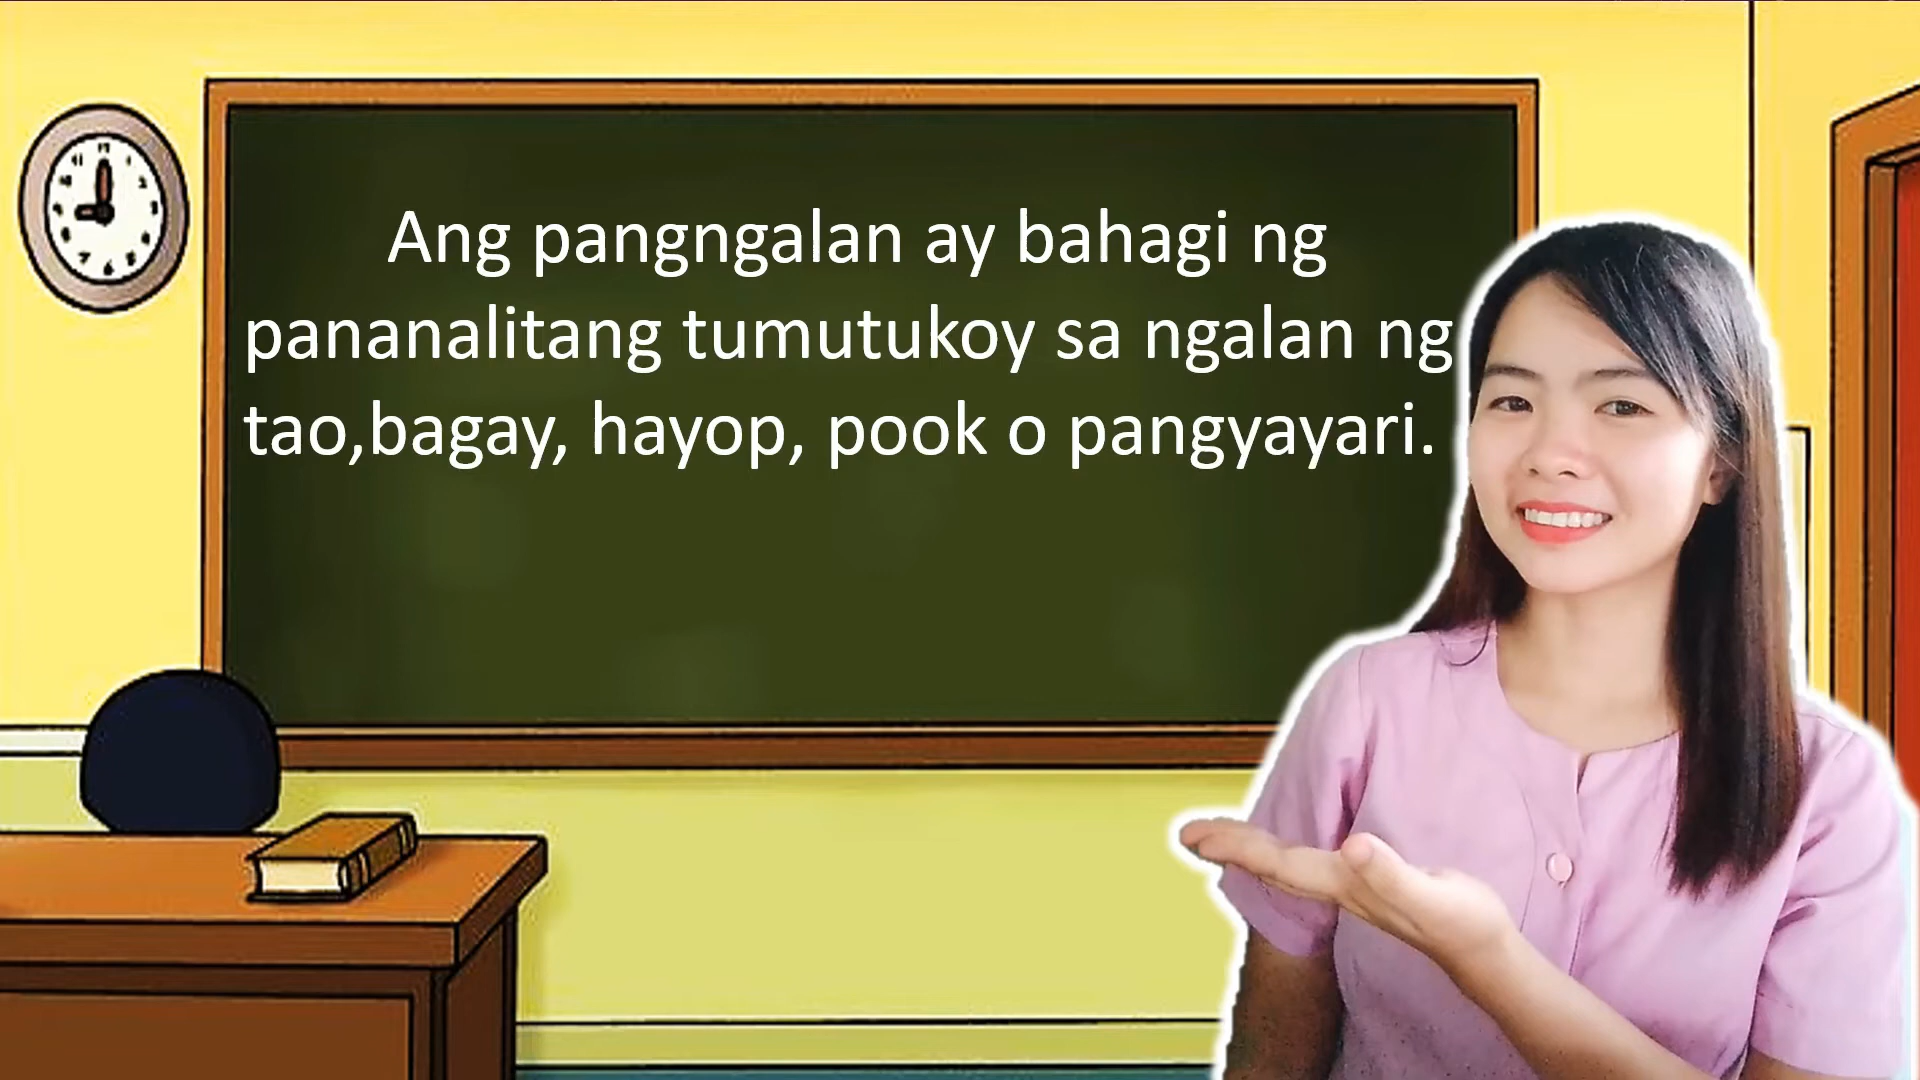 Ang pangngalan ay bahagi ng
pananalitang tumutukoy sa ngalan ng
tao,bagay, hayop, pook o pangyayari.